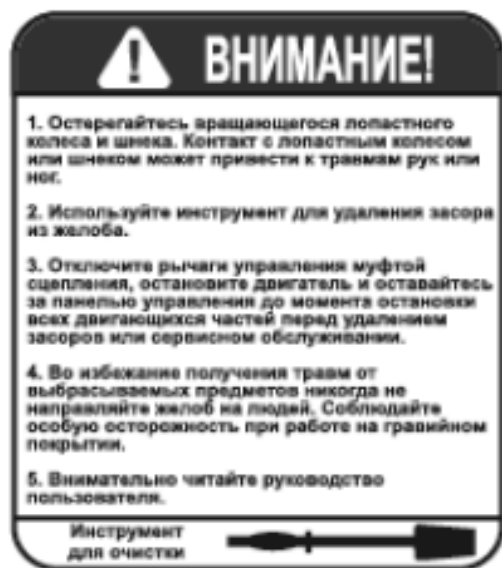 ВНИМАНИЕ!
1. Остерегайтесь вращающегося лопастного
колеса и шнека. Контакт с лопастным колесом
или шнеком может привести к травмам рук или
ног.
2. Используйте инструмент для удаления засора
из желоба.
3. Отключите рычаги управления муфтой
сцепления, остановите двигатель и оставайтесь
за панелью управления до момента остановки
всех двигающихся частей перед удалением
засоров или сервисном обслуживании.
4. Во избежание получения травм от
выбрасываемых предметов никогда не
направляйте желоб на людей. Соблюдайте
особую осторожность при работе на гравийном
покрытии.
5. Внимательно читайте руководство
пользователя.
Инструмент
для очистки